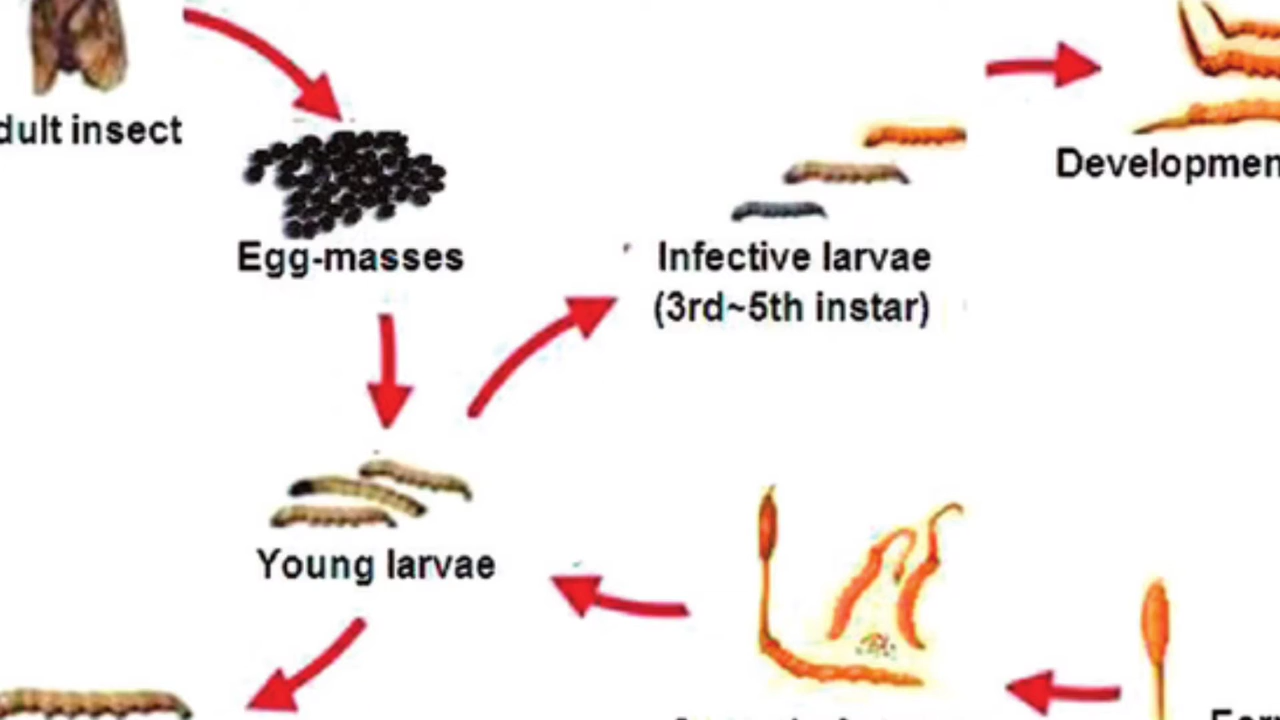 dult insect
Egg-masses
Infective larvae
(3rd~5th instar)
Developmen
Young larvae